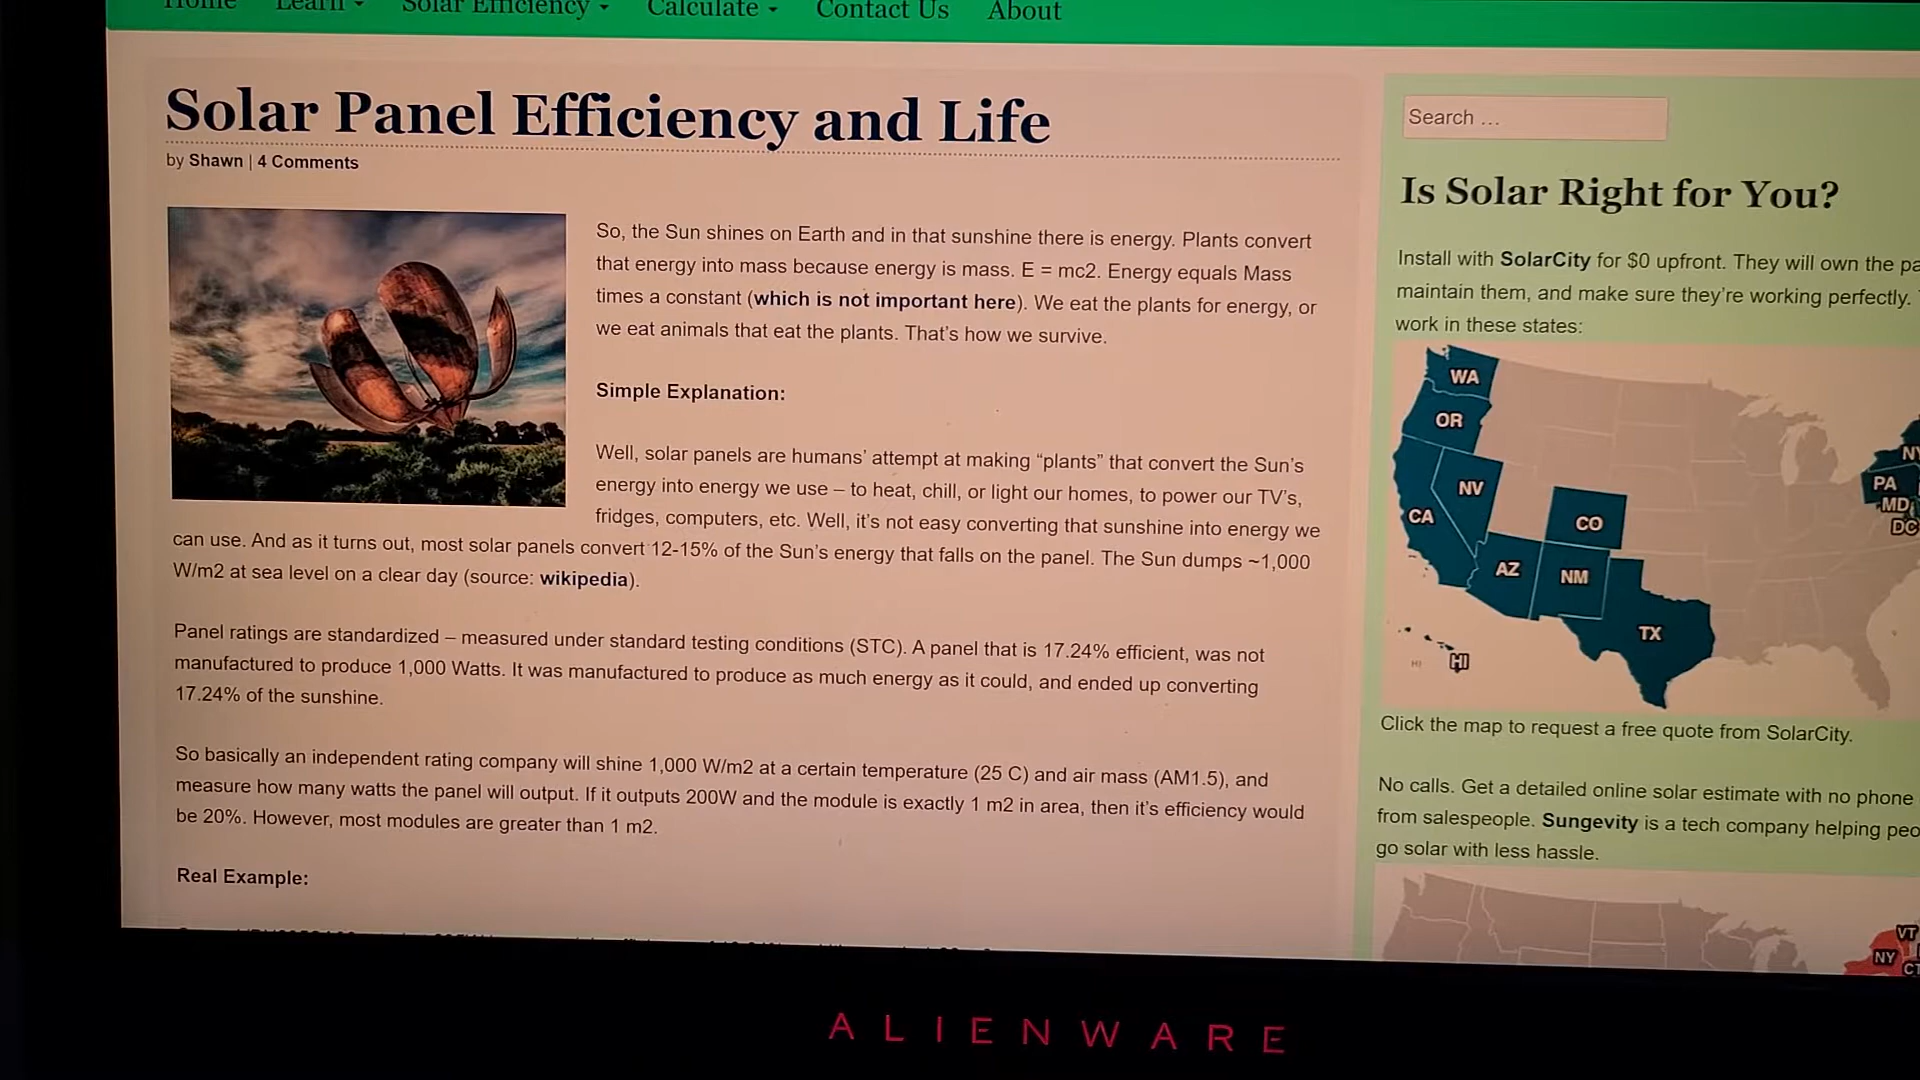 Home Learn Solar Efficiency Calculate Contact Us About
Solar Panel Efficiency and Life
by Shawn | 4 Comments
So, the Sun shines on Earth and in that sunshine there is energy. Plants convert
that energy into mass because energy is mass. E = mc2. Energy equals Mass
times a constant (which is not important here). We eat the plants for energy, or
we eat animals that eat the plants. That's how we survive.
Simple Explanation:
Well, solar panels are humans' attempt at making “plants” that convert the Sun's
energy into energy we use – to heat, chill, or light our homes, to power our TV's,
fridges, computers, etc. Well, it's not easy converting that sunshine into energy we
can use. And as it turns out, most solar panels convert 12-15% of the Sun's energy that falls on the panel. The Sun dumps ~1,000
W/m2 at sea level on a clear day (source: wikipedia).
Panel ratings are standardized – measured under standard testing conditions (STC). A panel that is 17.24% efficient, was not
manufactured to produce 1,000 Watts. It was manufactured to produce as much energy as it could, and ended up converting
17.24% of the sunshine.
So basically an independent rating company will shine 1,000 W/m2 at a certain temperature (25 C) and air mass (AM1.5), and
measure how many watts the panel will output. If it outputs 200W and the module is exactly 1 m2 in area, then it's efficiency would
be 20%. However, most modules are greater than 1 m2.
Real Example:
Search ...
Is Solar Right for You?
Install with SolarCity for $0 upfront. They will own the
maintain them, and make sure they're working perfectly.
work in these states:
WA
OR
NV
CA
CO
AZ
NM
TX
HI
HI
NY
PA
MD
DC
Click the map to request a free quote from SolarCity.
No calls. Get a detailed online solar estimate with no phone
from salespeople. Sungevity is a tech company helping
go solar with less hassle.
VT
NY
ALIENWARE